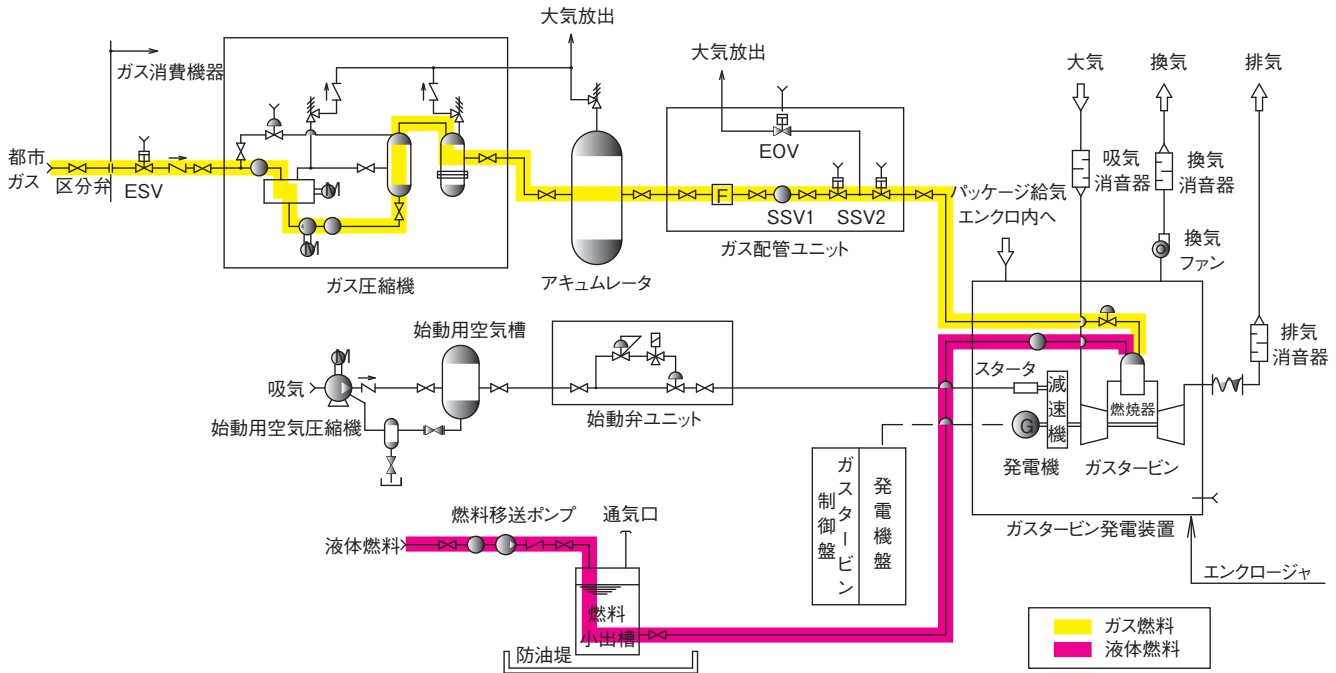 大気放出
ガス消費機器
大気放出
大気
換気
排気
都市
ガス
区分弁
ESV
M
M
EOV
F
SSV1
SSV2
吸気
消音器
換気
消音器
パッケージ給気
エンクロ内へ
ガス配管ユニット
換気
ファン
ガス圧縮機
アキュムレータ
始動用空気槽
M
吸気
始動用空気圧縮機
始動弁ユニット
スタータ
減速機
燃焼器
排気
消音器
G
発電機
ガスタービン
ガスタービン
制御盤
発電機盤
ガスタービン発電装置
燃料移送ポンプ
通気口
液体燃料
燃料
小出槽
防油堤
エンクロージャ
ガス燃料
液体燃料